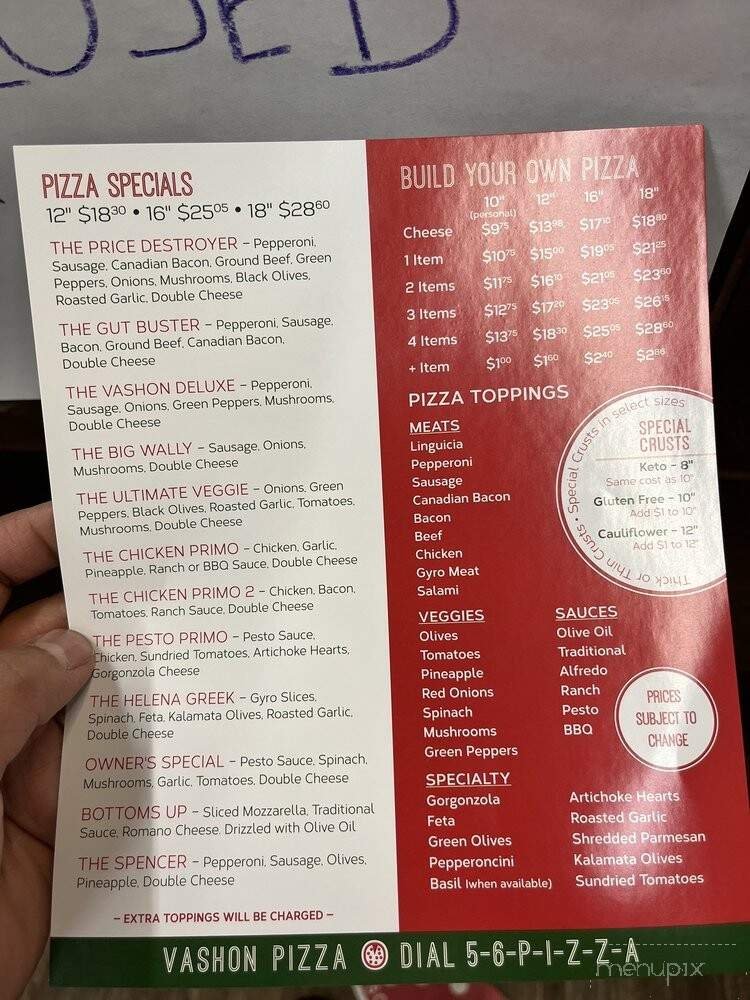 OSED
PIZZA SPECIALS
12" $18.30 • 16" $25.05 • 18" $28.60
THE PRICE DESTROYER – Pepperoni,
Sausage, Canadian Bacon, Ground Beef, Green
Peppers, Onions, Mushrooms, Black Olives,
Roasted Garlic, Double Cheese
THE GUT BUSTER – Pepperoni, Sausage,
Bacon, Ground Beef, Canadian Bacon,
Double Cheese
THE VASHON DELUXE – Pepperoni,
Sausage, Onions, Green Peppers, Mushrooms,
Double Cheese
THE BIG WALLY – Sausage, Onions,
Mushrooms, Double Cheese
THE ULTIMATE VEGGIE – Onions, Green
Peppers, Black Olives, Roasted Garlic, Tomatoes,
Mushrooms, Double Cheese
THE CHICKEN PRIMO – Chicken, Garlic,
Pineapple, Ranch or BBQ Sauce, Double Cheese
THE CHICKEN PRIMO 2 – Chicken, Bacon,
Tomatoes, Ranch Sauce, Double Cheese
THE PESTO PRIMO – Pesto Sauce,
Chicken, Sundried Tomatoes, Artichoke Hearts,
Gorgonzola Cheese
THE HELENA GREEK – Gyro Slices,
Spinach, Feta, Kalamata Olives, Roasted Garlic,
Double Cheese
OWNER'S SPECIAL – Pesto Sauce, Spinach,
Mushrooms, Garlic, Tomatoes, Double Cheese
BOTTOMS UP – Sliced Mozzarella, Traditional
Sauce, Romano Cheese. Drizzled with Olive Oil
THE SPENCER – Pepperoni, Sausage, Olives,
Pineapple, Double Cheese
– EXTRA TOPPINGS WILL BE CHARGED –
BUILD YOUR OWN PIZZA
10" 12" 16" 18"
(personal)
Cheese $9.75 $13.98 $17.10 $18.80
1 Item $10.75 $15.00 $19.05 $21.25
2 Items $11.75 $16.10 $21.05 $23.60
3 Items $12.75 $17.20 $23.05 $26.15
4 Items $13.75 $18.30 $25.05 $28.60
+ Item $1.00 $1.60 $2.40 $2.86
PIZZA TOPPINGS
MEATS
Linguicia
Pepperoni
Sausage
Canadian Bacon
Bacon
Beef
Chicken
Gyro Meat
Salami
Thick or Thin Crusts • Special Crusts in select sizes
SPECIAL
CRUSTS
Keto – 8"
Same cost as 10"
Gluten Free – 10"
Add $1 to 10"
Cauliflower – 12"
Add $1 to 12"
VEGGIES
Olives
Tomatoes
Pineapple
Red Onions
Spinach
Mushrooms
Green Peppers
SAUCES
Olive Oil
Traditional
Alfredo
Ranch
Pesto
BBQ
PRICES
SUBJECT TO
CHANGE
SPECIALTY
Gorgonzola
Feta
Green Olives
Pepperoncini
Basil (when available)
Artichoke Hearts
Roasted Garlic
Shredded Parmesan
Kalamata Olives
Sundried Tomatoes
VASHON PIZZA DIAL 5-6-P-I-Z-Z-A
menupix